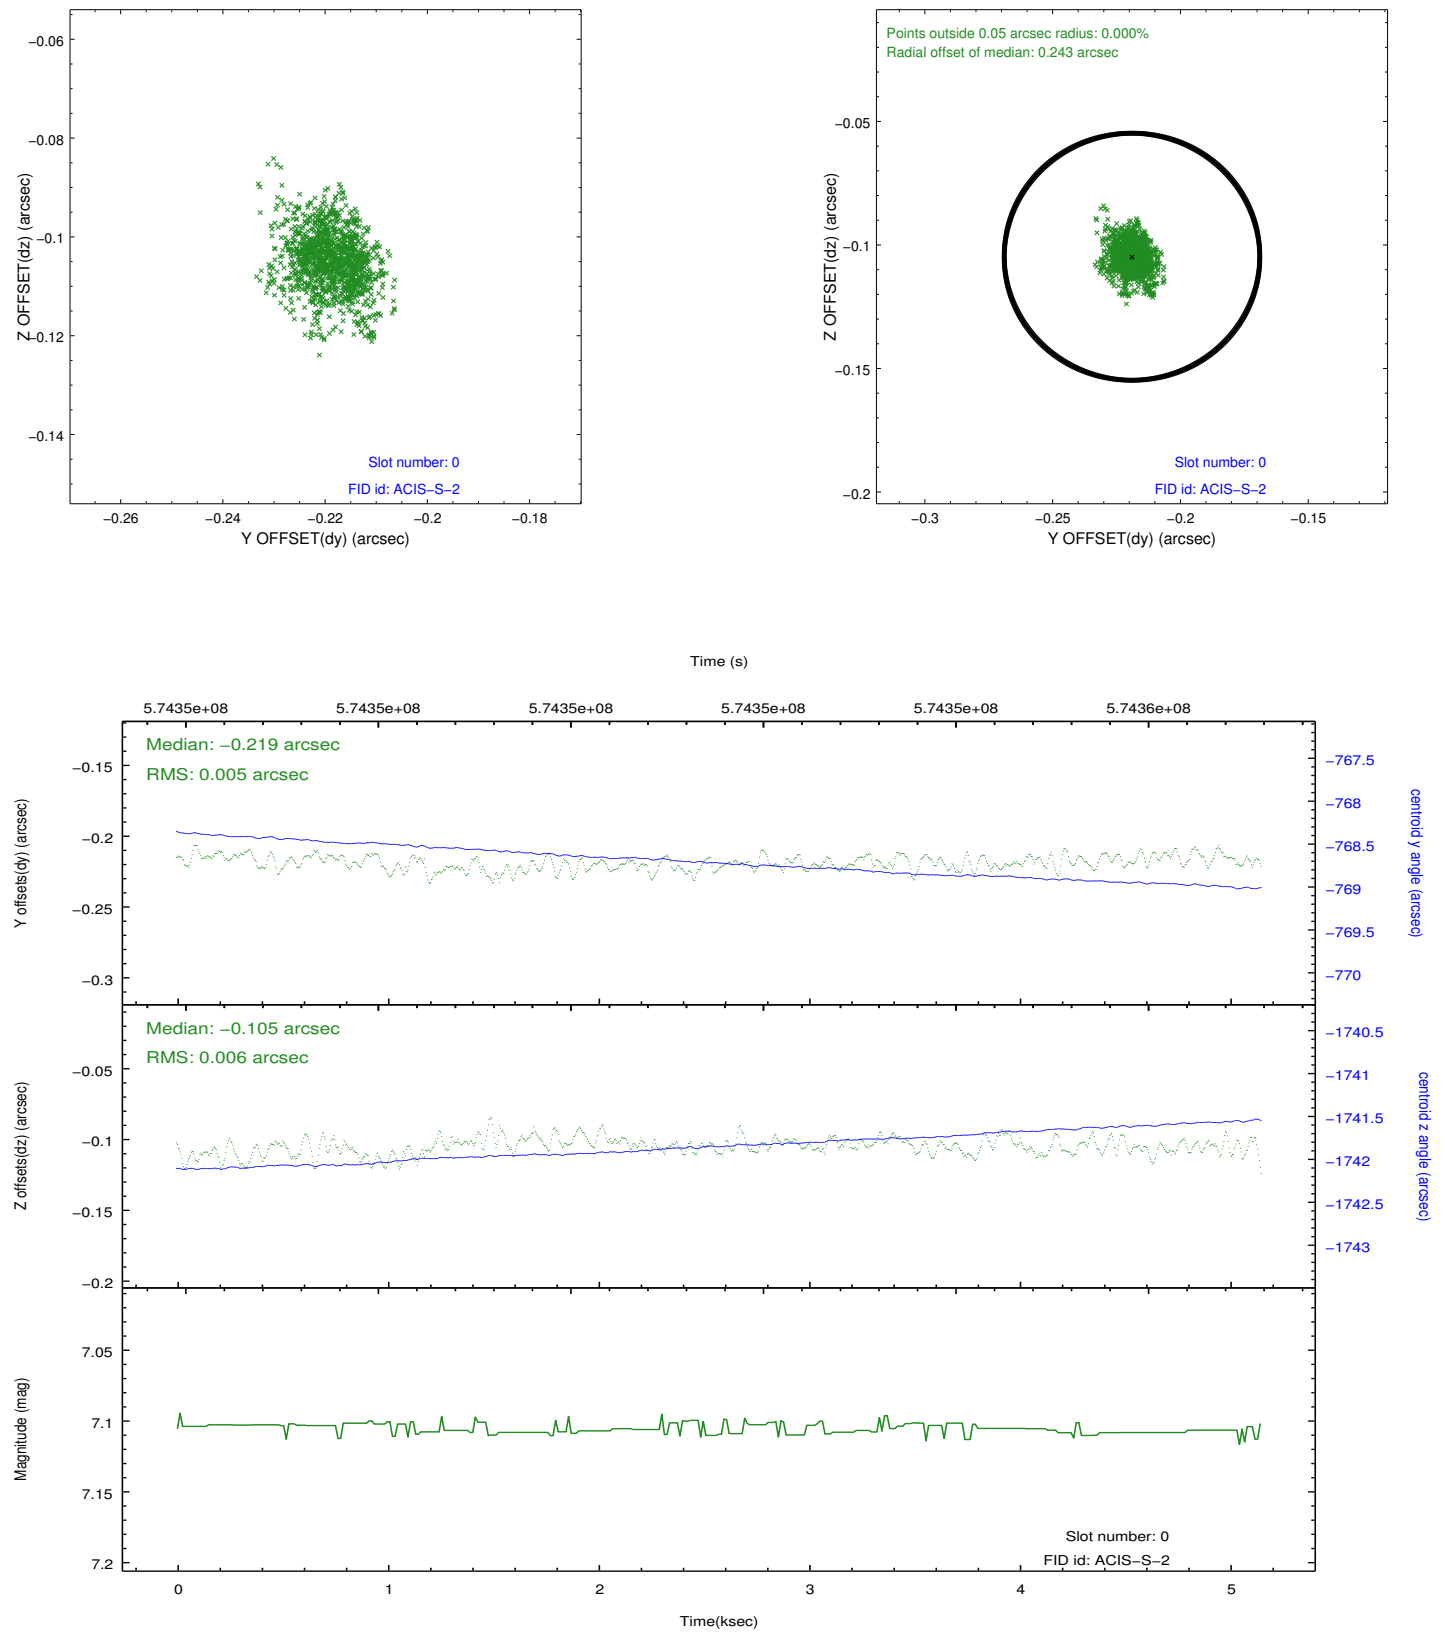 −0.06
−0.08
−0.1
−0.12
−0.14
Z OFFSET(dz) (arcsec)
Slot number: 0
FID id: ACIS−S−2
−0.26
−0.24
−0.22
−0.2
−0.18
Y OFFSET(dy) (arcsec)
Points outside 0.05 arcsec radius: 0.000%
Radial offset of median: 0.243 arcsec
−0.05
−0.1
−0.15
−0.2
Z OFFSET(dz) (arcsec)
Slot number: 0
FID id: ACIS−S−2
−0.3
−0.25
−0.2
−0.15
Y OFFSET(dy) (arcsec)
Time (s)
5.7435e+08
5.7435e+08
5.7435e+08
5.7435e+08
5.7435e+08
5.7436e+08
Median: −0.219 arcsec
RMS: 0.005 arcsec
−0.15
−0.2
−0.25
−0.3
Y offsets(dy) (arcsec)
−767.5
−768
−768.5
−769
−769.5
−770
centroid y angle (arcsec)
Median: −0.105 arcsec
RMS: 0.006 arcsec
−0.05
−0.1
−0.15
−0.2
Z offsets(dz) (arcsec)
−1740.5
−1741
−1741.5
−1742
−1742.5
−1743
centroid z angle (arcsec)
7.05
7.1
7.15
7.2
Magnitude (mag)
Slot number: 0
FID id: ACIS−S−2
0
1
2
3
4
5
Time(ksec)